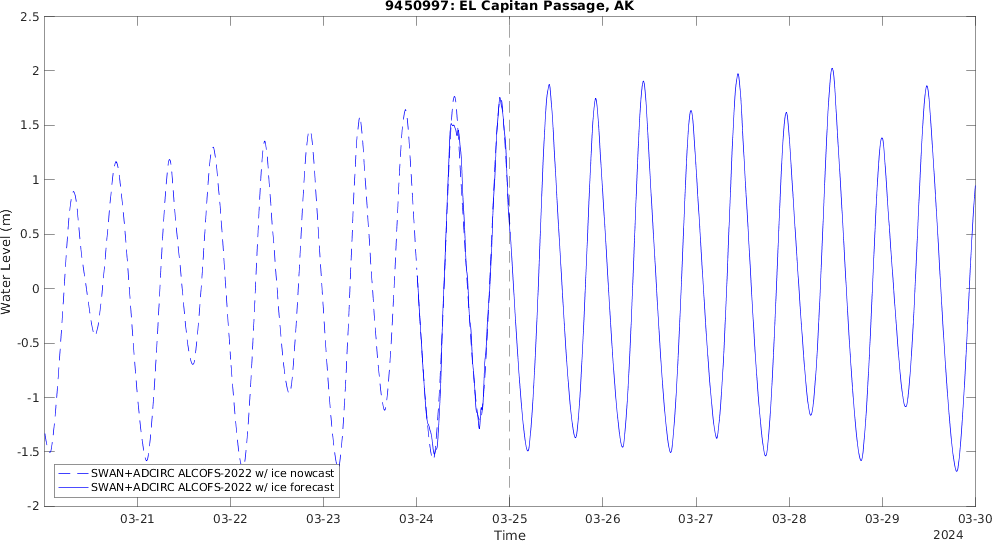 9450997: EL Capitan Passage, AK
2.5
2
1.5
1
0.5
0
-0.5
-1
-1.5
-2
Water Level (m)
SWAN+ADCIRC ALCOFS-2022 w/ ice nowcast
SWAN+ADCIRC ALCOFS-2022 w/ ice forecast
03-21 03-22 03-23 03-24 03-25 03-26 03-27 03-28 03-29 03-30
Time
2024